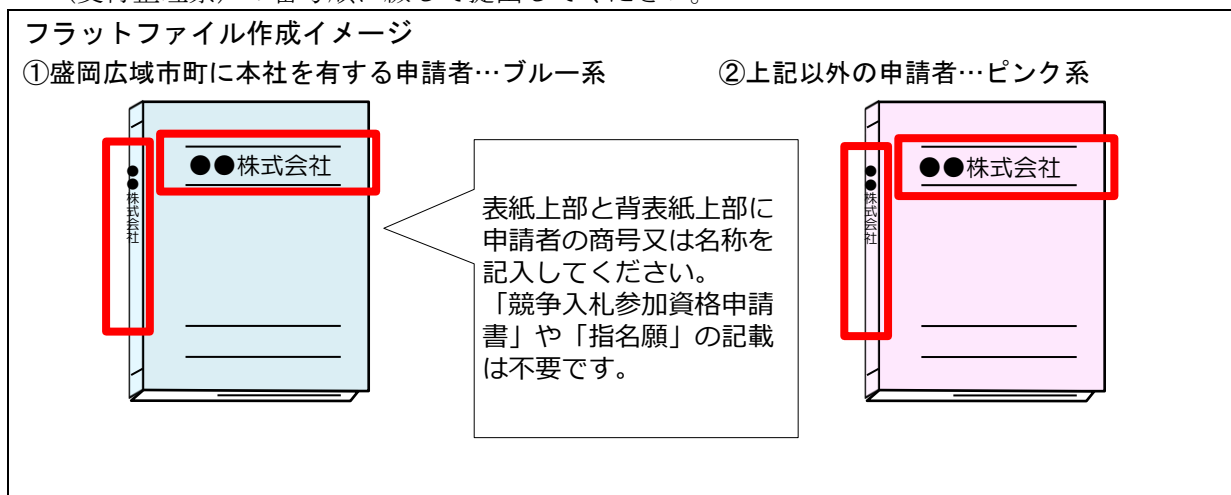 フラットファイル作成イメージ
①盛岡広域市町に本社を有する申請者…ブルー系
②上記以外の申請者…ピンク系
●●株式会社
●●株式会社
表紙上部と背表紙上部に
申請者の商号又は名称を
記入してください。
「競争入札参加資格申請
書」や「指名願」の記載
は不要です。
●●株式会社
●●株式会社